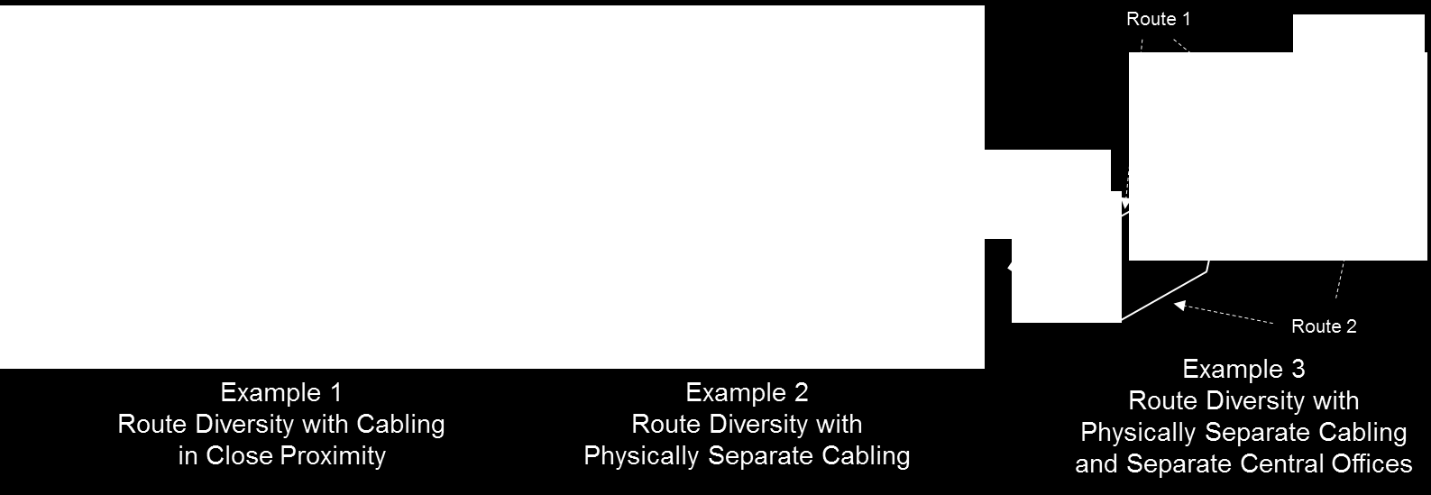 Route 1
Route 2
Example 1
Route Diversity with Cabling
in Close Proximity
Example 2
Route Diversity with
Physically Separate Cabling
Example 3
Route Diversity with
Physically Separate Cabling
and Separate Central Offices